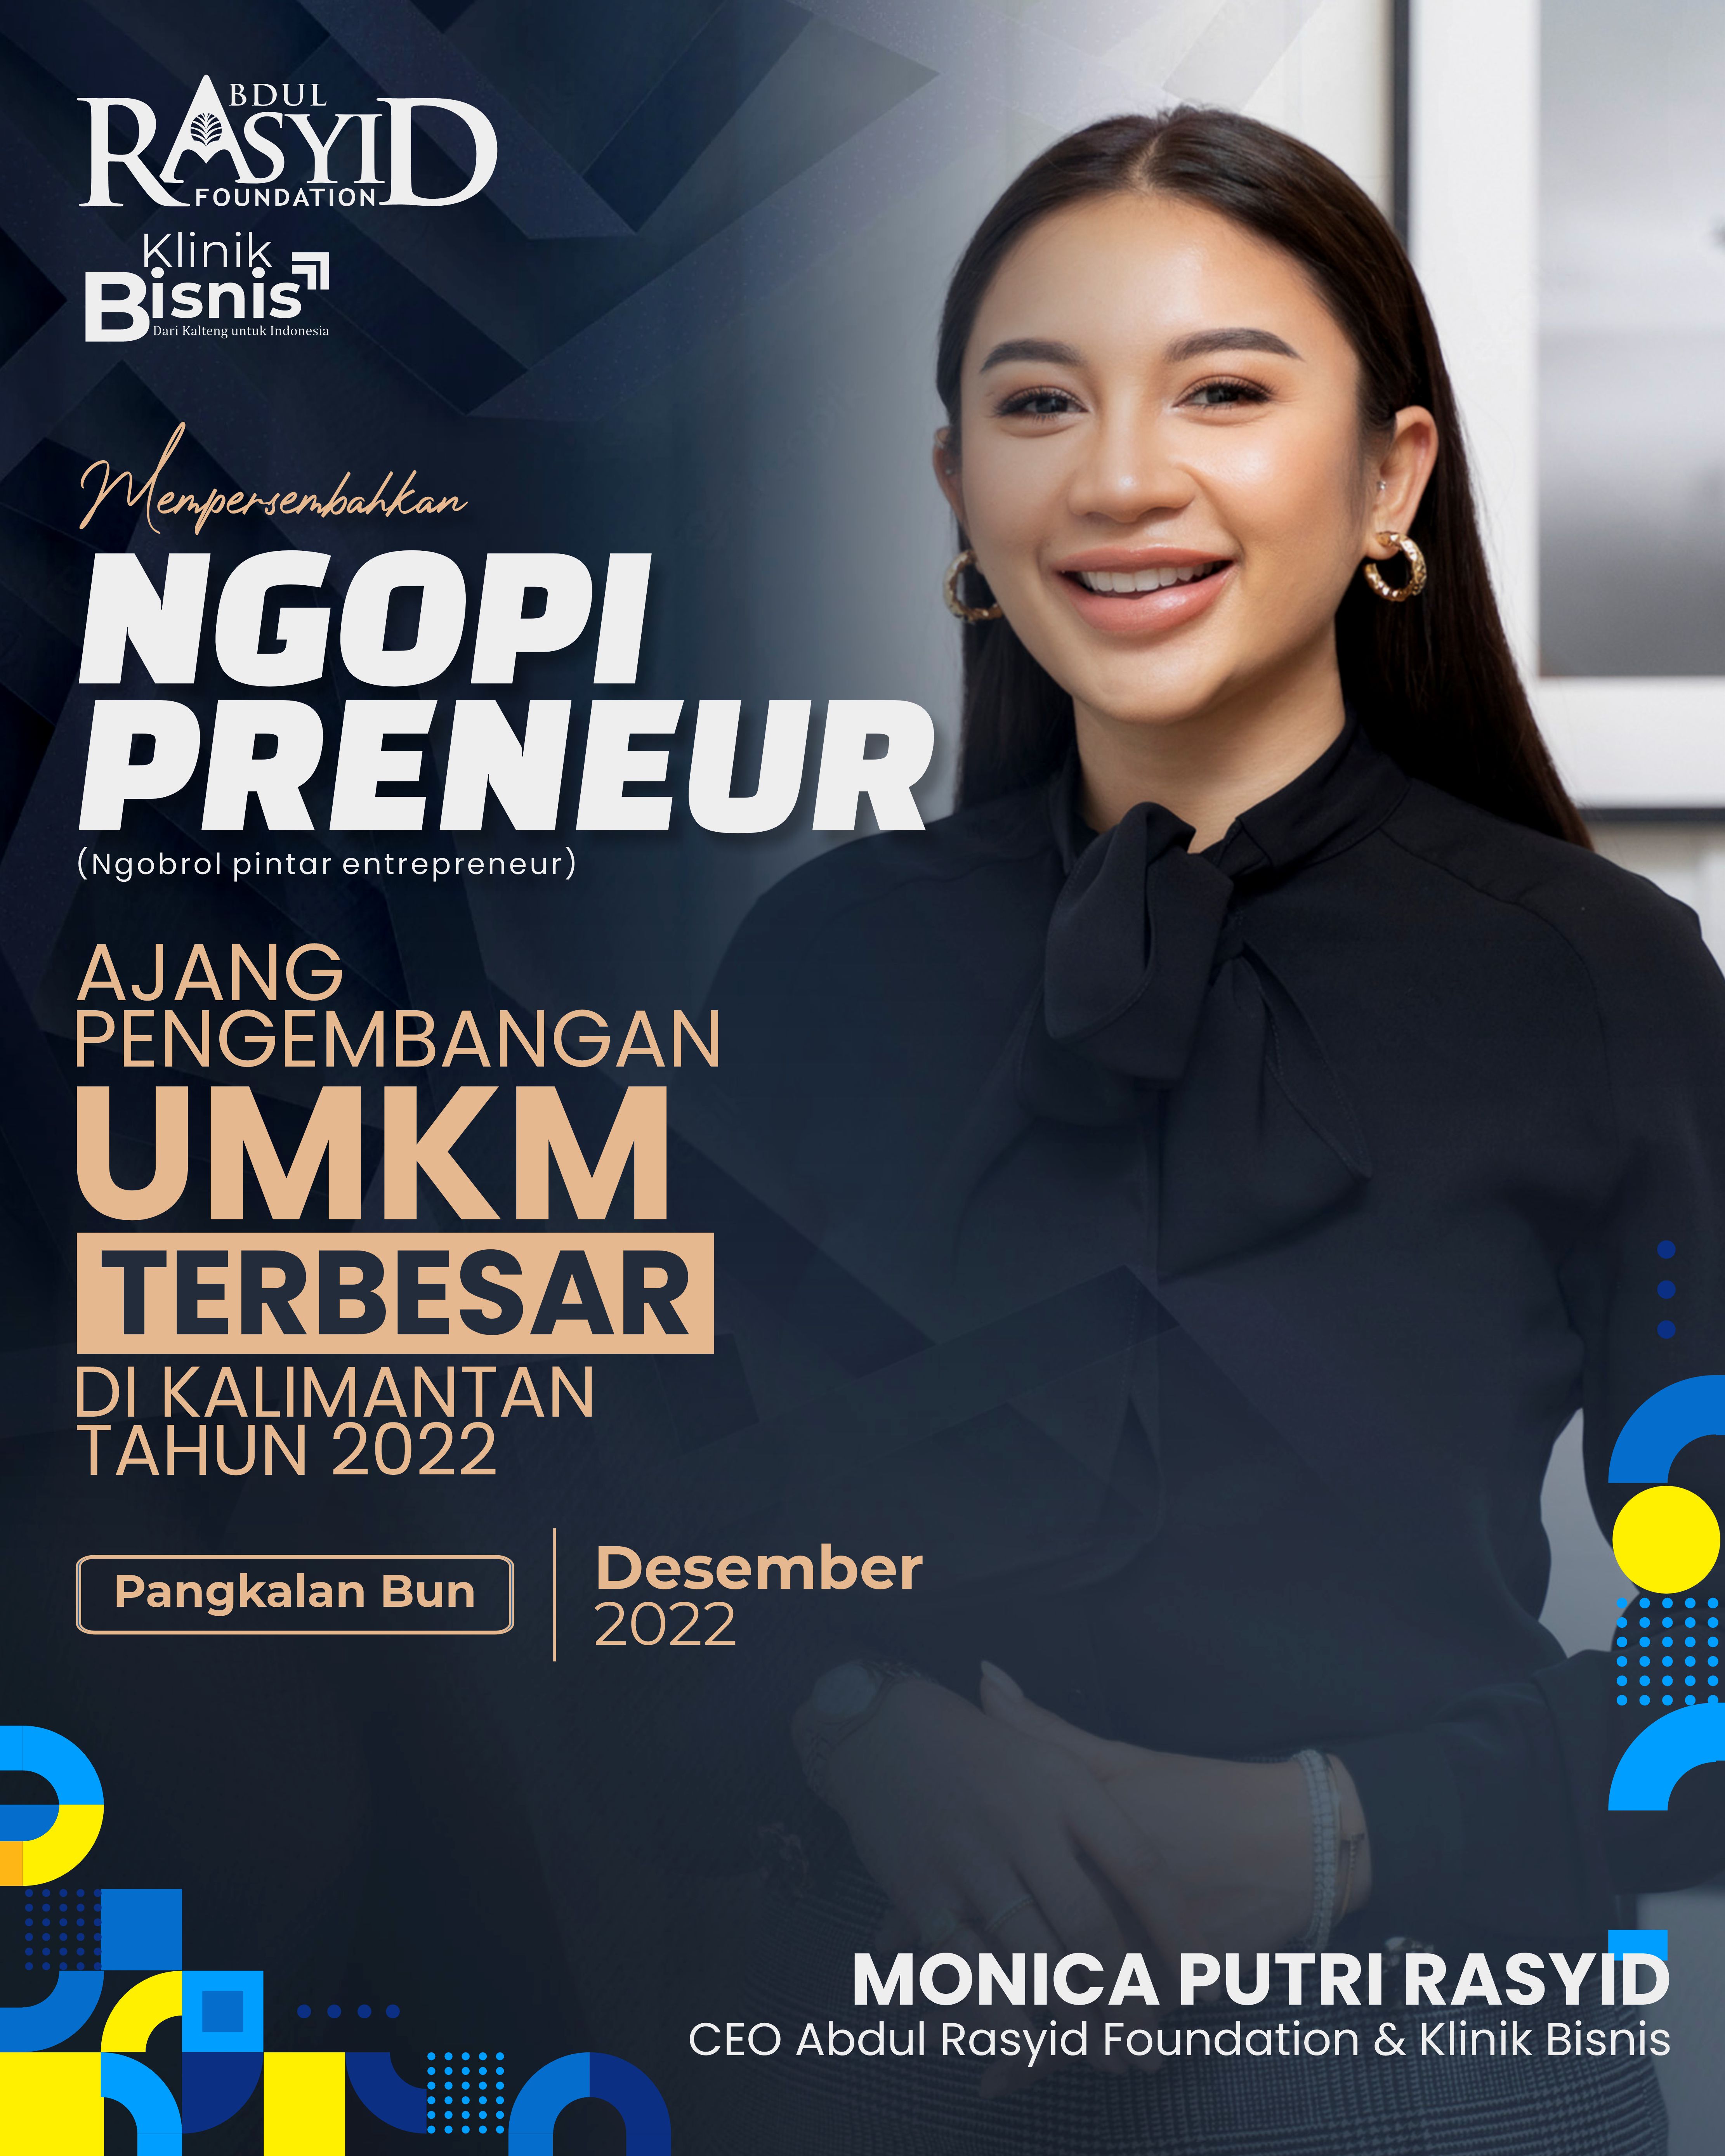 ABDUL
RASYID
FOUNDATION
Klinik
Bisnis
Dari Kalteng untuk Indonesia
Mempersembahkan
NGOPI
PRENEUR
(Ngobrol pintar entrepreneur)
AJANG
PENGEMBANGAN
UMKM
TERBESAR
DI KALIMANTAN
TAHUN 2022
Pangkalan Bun
Desember
2022
MONICA PUTRI RASYID
CEO Abdul Rasyid Foundation & Klinik Bisnis